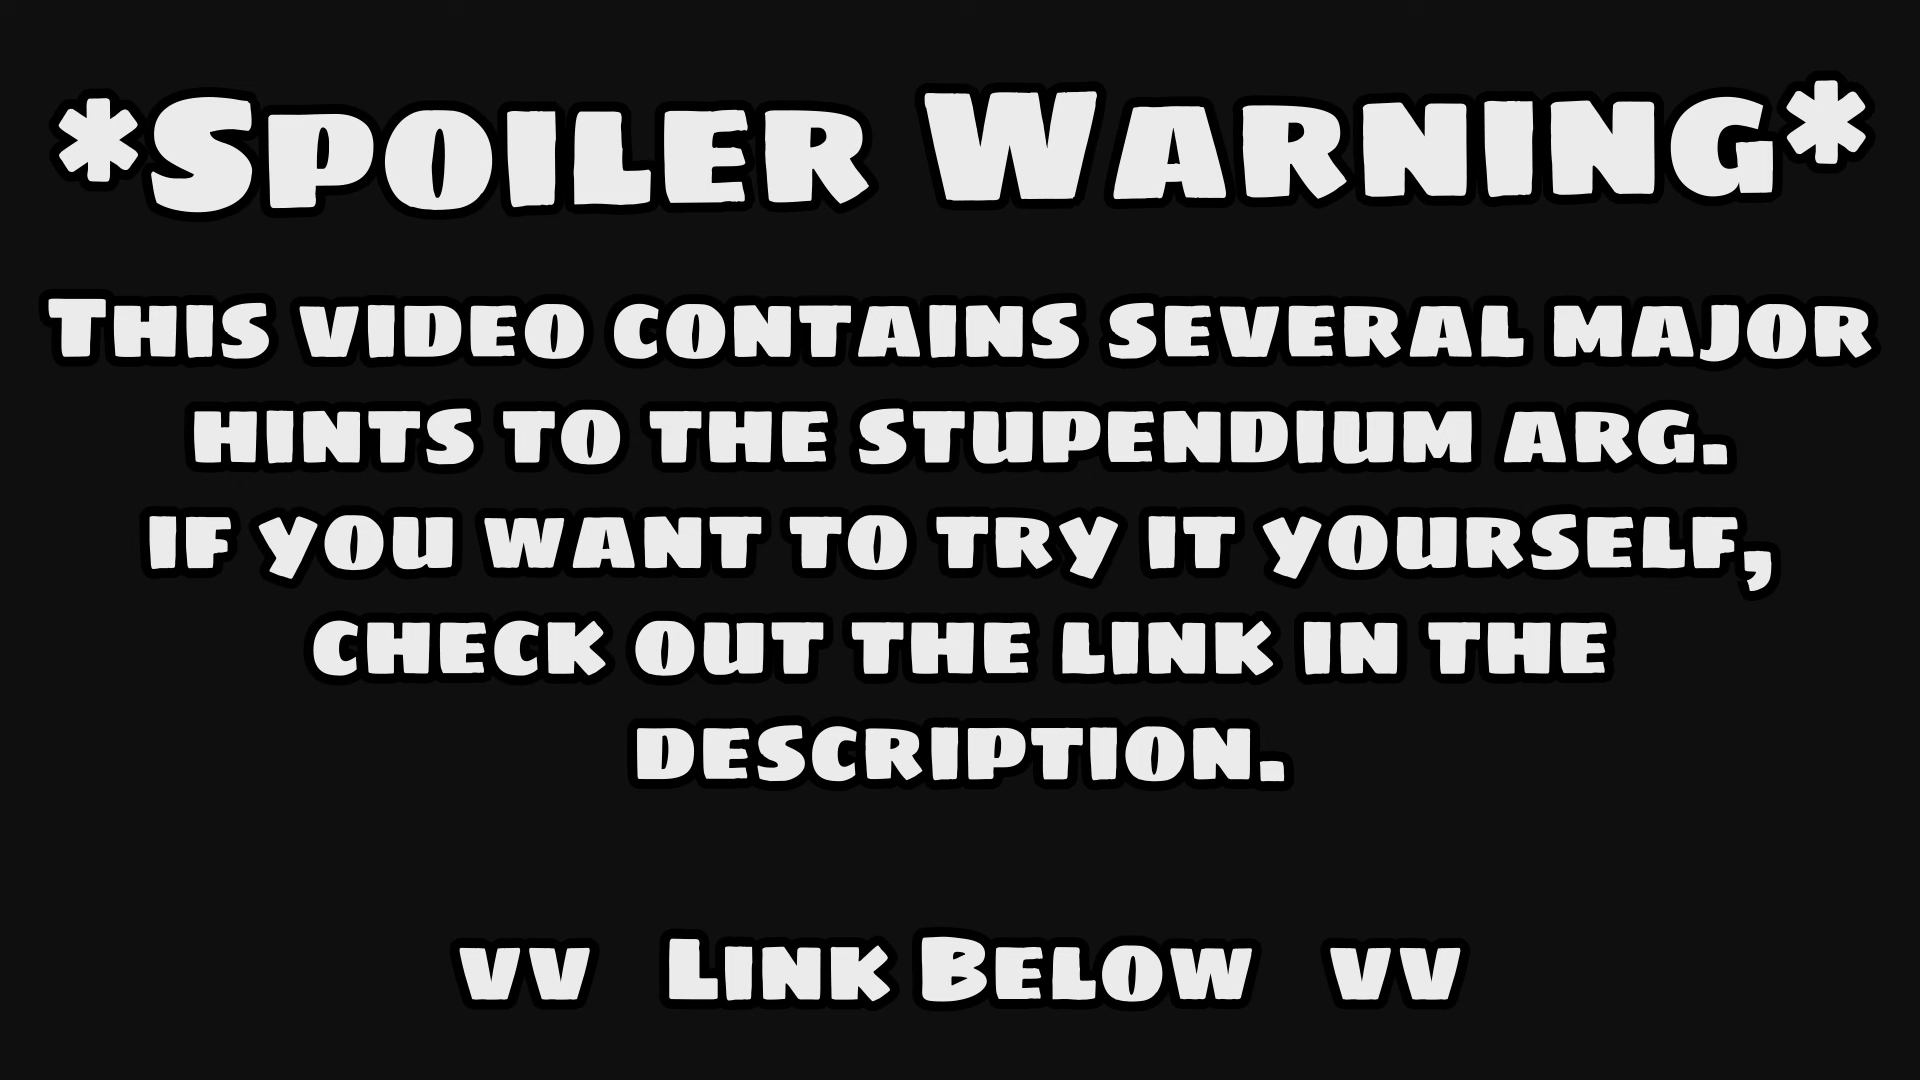 *Spoiler Warning*
This video contains several major
hints to the stupendium arg.
if you want to try it yourself,
check out the link in the
description.
vv Link Below vv